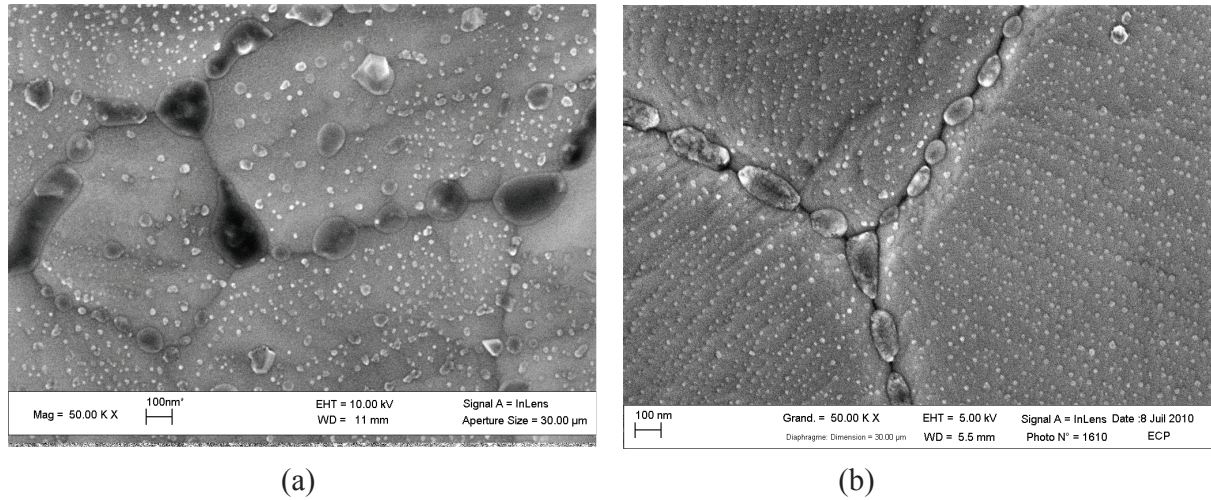 Mag = 50.00 K X
100nm*
EHT = 10.00 kV
WD = 11 mm
Signal A = InLens
Aperture Size = 30.00 µm
100 nm
Grand. = 50.00 K X
Diaphragme: Dimension = 30.00 µm
EHT = 5.00 kV
WD = 5.5 mm
Signal A = InLens
Photo N° = 1610
Date :8 Juil 2010
ECP
(a)
(b)